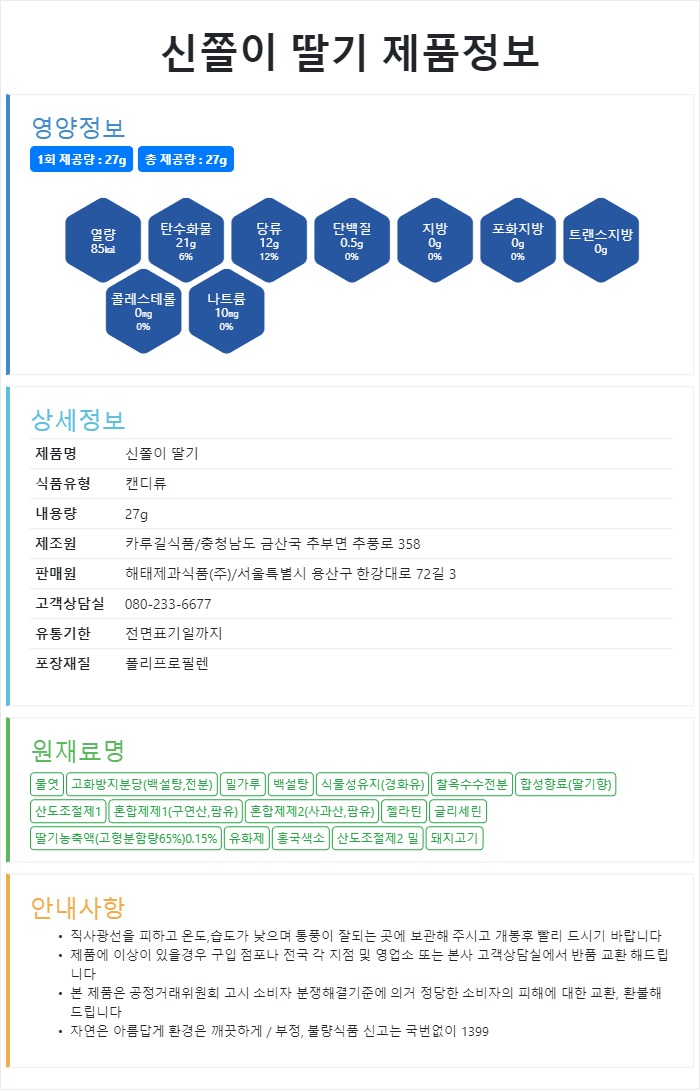 신쫄이 딸기 제품정보
영양정보
1회 제공량 : 27g 총 제공량 : 27g
열량 85㎉
탄수화물 21g 6%
당류 12g 12%
단백질 0.5g 0%
지방 0g 0%
포화지방 0g 0%
트랜스지방 0g
콜레스테롤 0㎎ 0%
나트륨 10㎎ 0%
상세정보
제품명 신쫄이 딸기
식품유형 캔디류
내용량 27g
제조원 카루길식품/충청남도 금산국 추부면 추풍로 358
판매원 해태제과식품(주)/서울특별시 용산구 한강대로 72길 3
고객상담실 080-233-6677
유통기한 전면표기일까지
포장재질 폴리프로필렌
원재료명
물엿 고화방지분당(백설탕,전분) 밀가루 백설탕 식물성유지(경화유) 찰옥수수전분 합성향료(딸기향)
산도조절제1 혼합제제1(구연산,팜유) 혼합제제2(사과산,팜유) 젤라틴 글리세린
딸기농축액(고형분함량65%)0.15% 유화제 홍국색소 산도조절제2 밀 돼지고기
안내사항
• 직사광선을 피하고 온도,습도가 낮으며 통풍이 잘되는 곳에 보관해 주시고 개봉후 빨리 드시기 바랍니다
• 제품에 이상이 있을경우 구입 점포나 전국 각 지점 및 영업소 또는 본사 고객상담실에서 반품 교환 해드립
니다
• 본 제품은 공정거래위원회 고시 소비자 분쟁해결기준에 의거 정당한 소비자의 피해에 대한 교환, 환불해
드립니다
• 자연은 아름답게 환경은 깨끗하게 / 부정, 불량식품 신고는 국번없이 1399